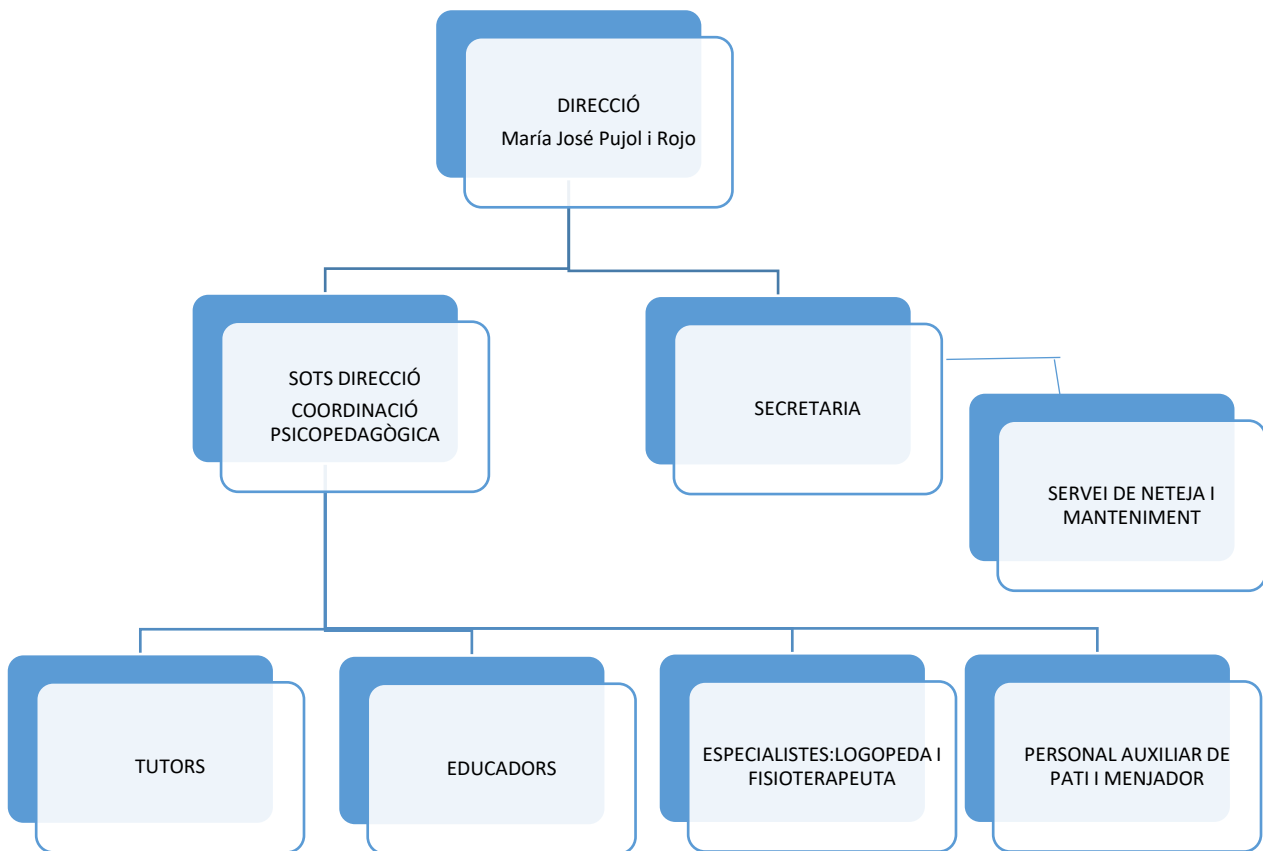 DIRECCIÓ
María José Pujol i Rojo
SOTS DIRECCIÓ
COORDINACIÓ
PSICOPEDAGÒGICA
SECRETARIA
SERVEI DE NETEJA I
MANTENIMENT
TUTORS
EDUCADORS
ESPECIALISTES:LOGOPEDA I
FISIOTERAPEUTA
PERSONAL AUXILIAR DE
PATI I MENJADOR